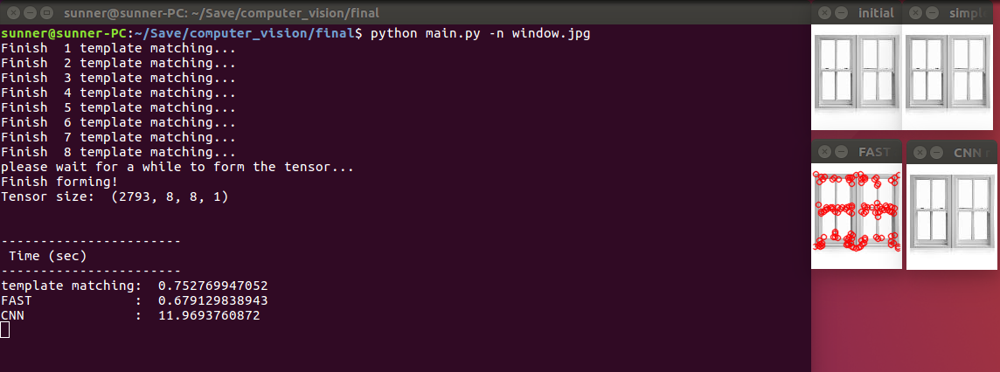 sunner@sunner-PC: ~/Save/computer_vision/final
sunner@sunner-PC:~/Save/computer_vision/final$ python main.py -n window.jpg
Finish  1 template matching...
Finish  2 template matching...
Finish  3 template matching...
Finish  4 template matching...
Finish  5 template matching...
Finish  6 template matching...
Finish  7 template matching...
Finish  8 template matching...
please wait for a while to form the tensor...
Finish forming!
Tensor size:  (2793, 8, 8, 1)
-----------------------
 Time (sec)
-----------------------
template matching:  0.752769947052
FAST             :  0.679129838943
CNN              :  11.9693760872
initial
simpl
FAST
CNN